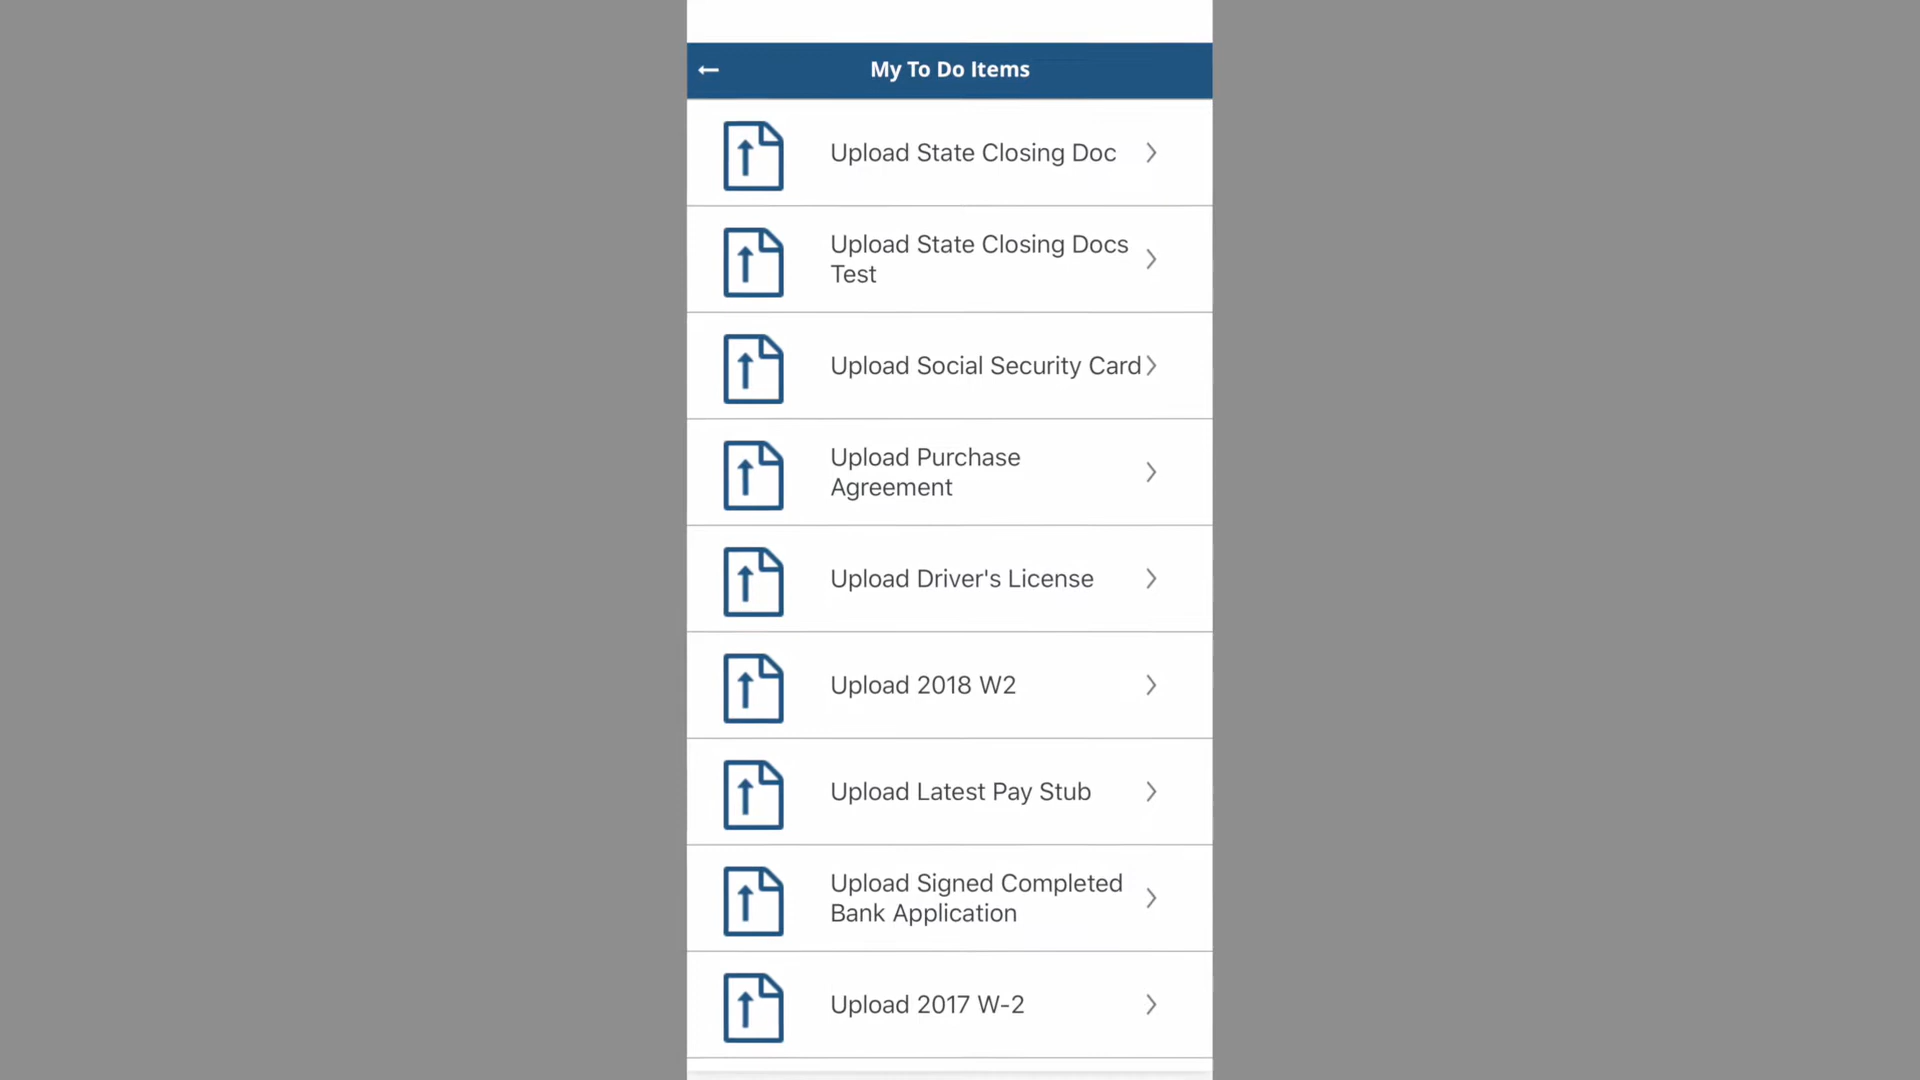 My To Do Items
Upload State Closing Doc
Upload State Closing Docs
Test
Upload Social Security Card
Upload Purchase
Agreement
Upload Driver's License
Upload 2018 W2
Upload Latest Pay Stub
Upload Signed Completed
Bank Application
Upload 2017 W-2